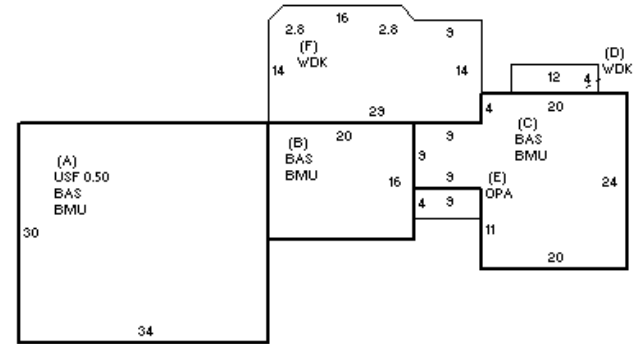 16
2.8
2.8
9
(F)
WDK
14
14
29
(D)
WDK
12
4
4
20
(C)
BAS
BMU
20
(B)
BAS
BMU
9
9
9
16
(A)
USF 0.50
BAS
BMU
(E)
OPA
24
4
9
30
11
20
34